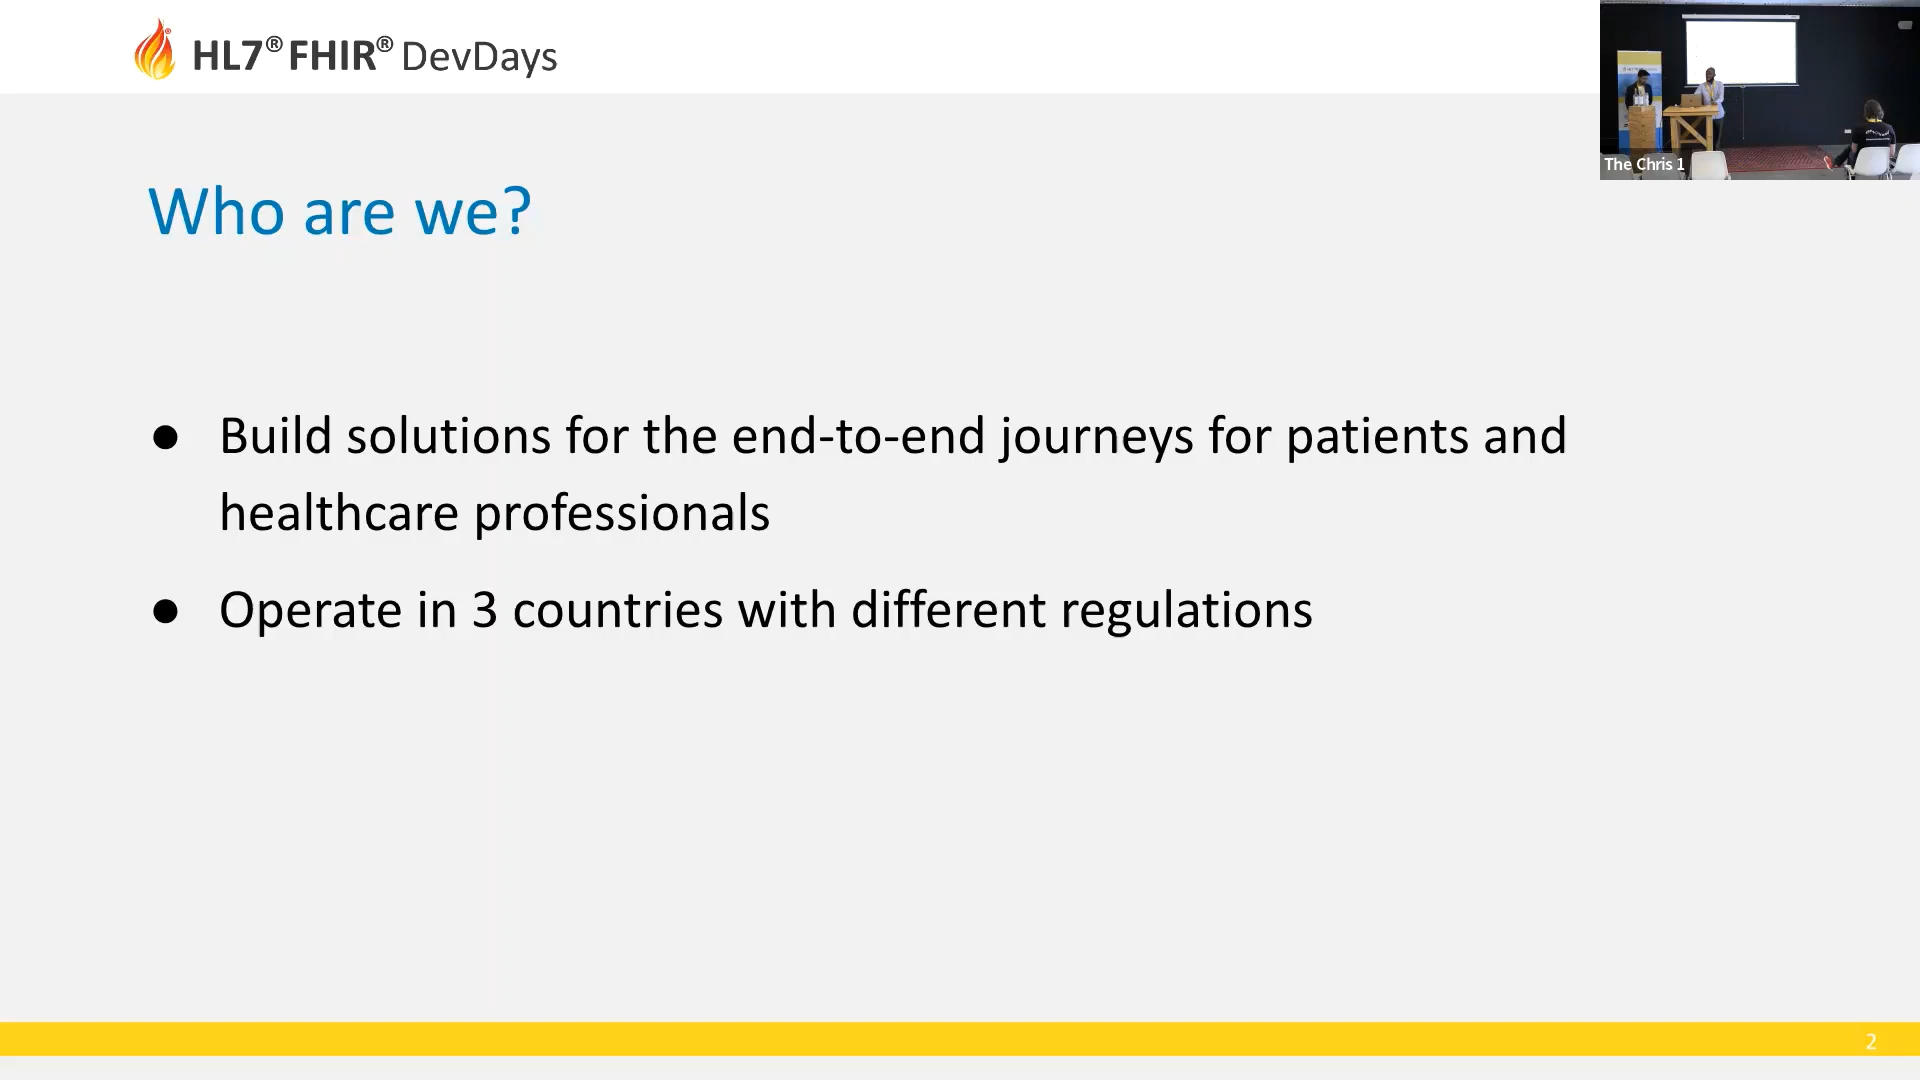 HL7® FHIR® DevDays
The Chris 1
Who are we?
● Build solutions for the end-to-end journeys for patients and
healthcare professionals
● Operate in 3 countries with different regulations
2